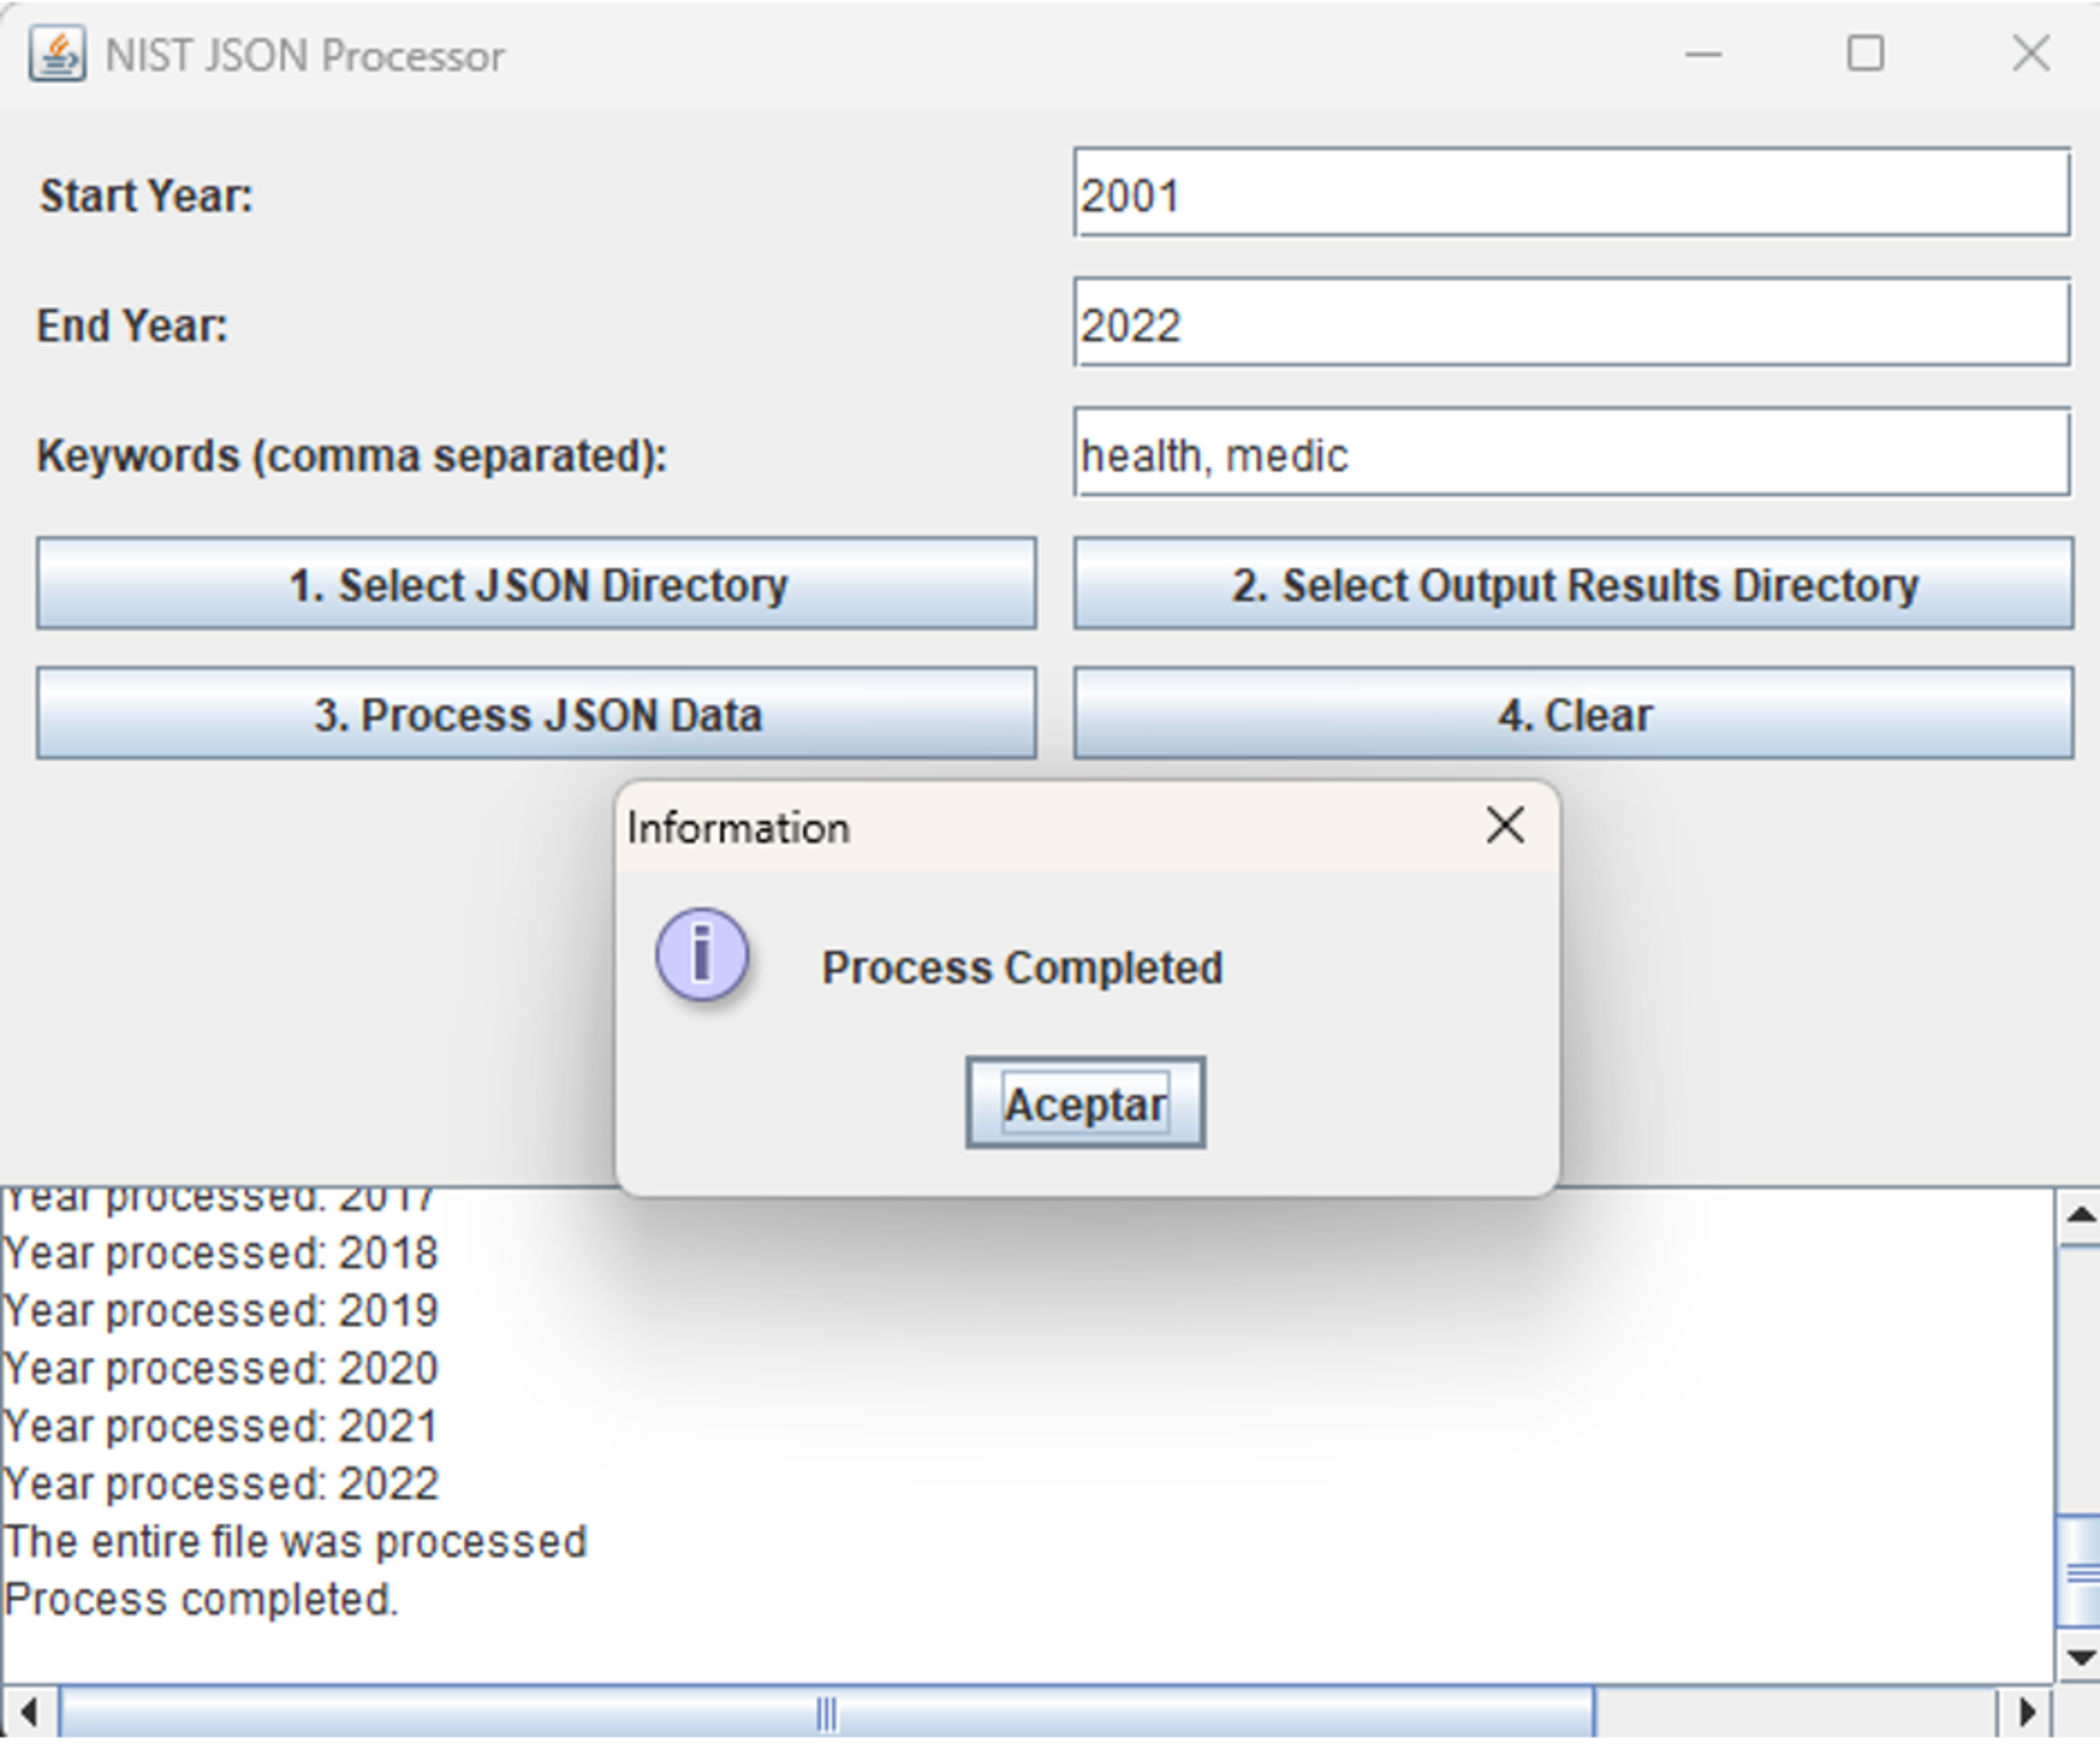 NIST JSON Processor
Start Year:
2001
End Year:
2022
Keywords (comma separated):
health, medic
1. Select JSON Directory
2. Select Output Results Directory
3. Process JSON Data
4. Clear
Information
i
Process Completed
Aceptar
Year processed: 2017
Year processed: 2018
Year processed: 2019
Year processed: 2020
Year processed: 2021
Year processed: 2022
The entire file was processed
Process completed.